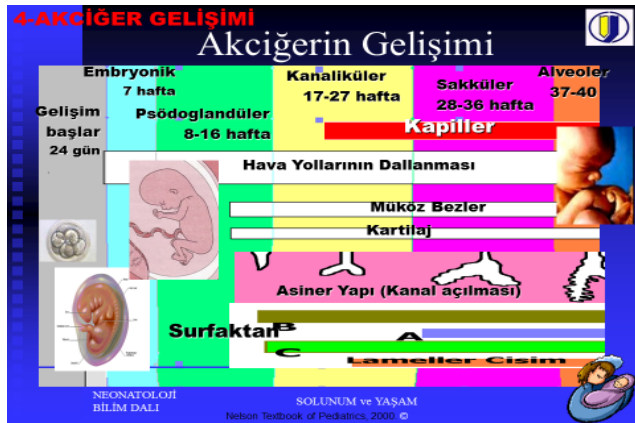 4-AKCİĞER GELİŞİMİ
Akciğerin Gelişimi
Embryonik
7 hafta
Kanaliküler
17-27 hafta
Sakküler
28-36 hafta
Alveoler
37-40
Gelişim
başlar
24 gün
Psödoglandüler
8-16 hafta
Kapiller
Hava Yollarının Dallanması
Müköz Bezler
Kartilaj
Asiner Yapı (Kanal açılması)
Surfaktan
B
A
C
Lameller Cisim
NEONATOLOJİ
BİLİM DALI
SOLUNUM ve YAŞAM
Nelson Textbook of Pediatrics, 2000. ©